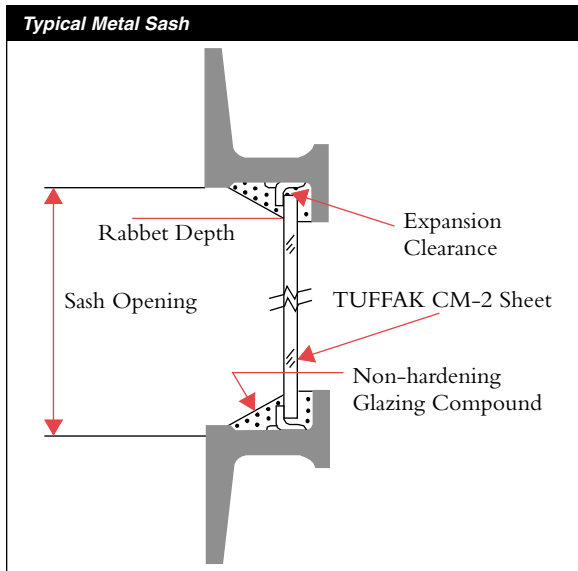 Typical Metal Sash
Rabbet Depth
Expansion
Clearance
Sash Opening
TUFFAK CM-2 Sheet
Non-hardening
Glazing Compound